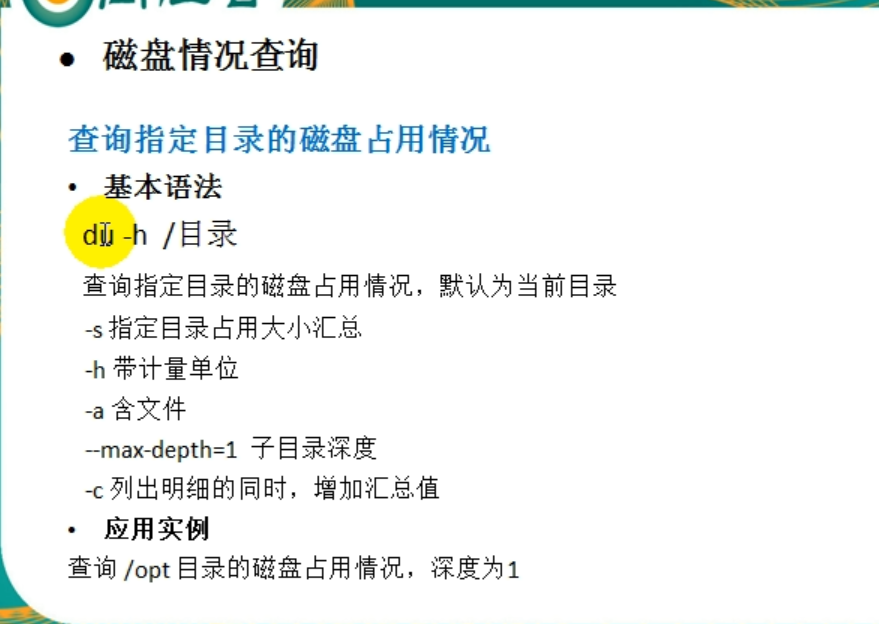 • 磁盘情况查询
查询指定目录的磁盘占用情况
• 基本语法
du -h /目录
查询指定目录的磁盘占用情况，默认为当前目录
-s 指定目录占用大小汇总
-h 带计量单位
-a 含文件
--max-depth=1 子目录深度
-c 列出明细的同时，增加汇总值
• 应用实例
查询 /opt 目录的磁盘占用情况，深度为1